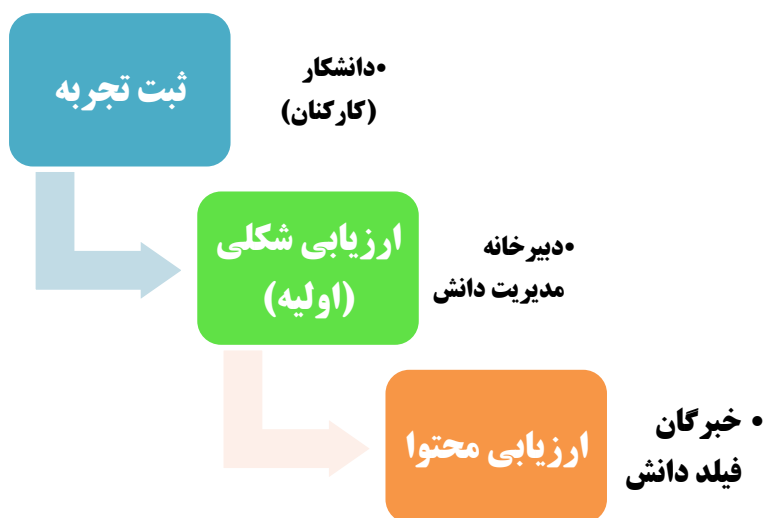 ثبت تجربه
•دانشکار
(کارکنان)
ارزیابی شکلی
(اولیه)
•دبیرخانه
مدیریت دانش
ارزیابی محتوا
• خبرگان
فیلد دانش